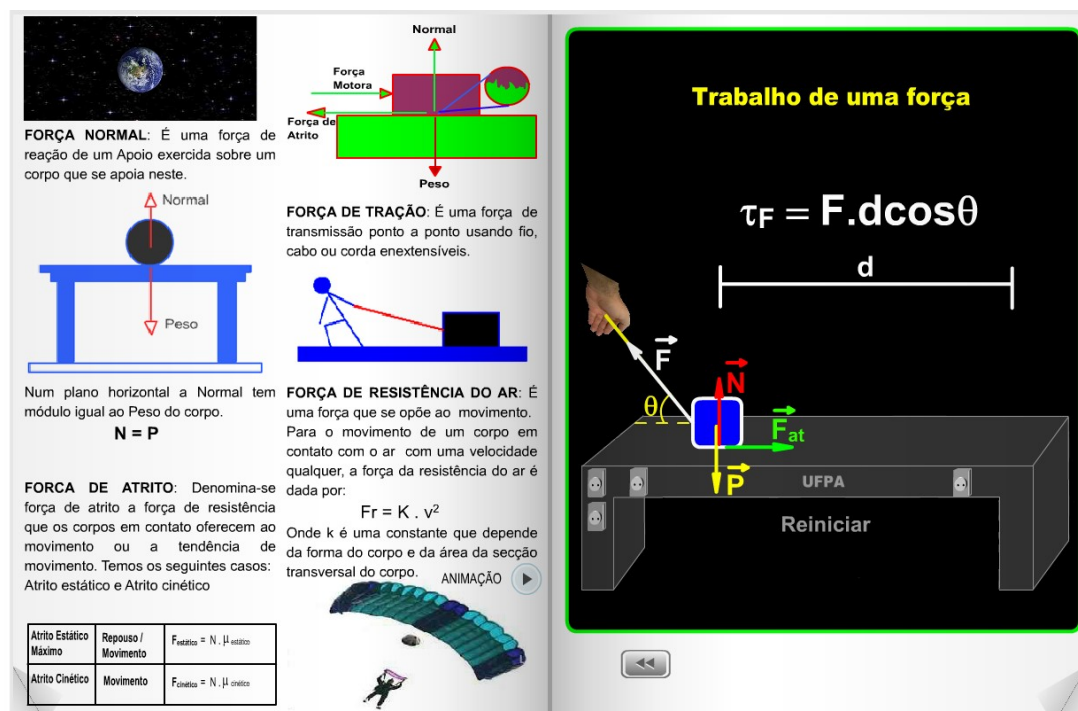 FORÇA NORMAL: É uma força de
reação de um Apoio exercida sobre um
corpo que se apoia neste.
Normal
Peso
Num plano horizontal a Normal tem
módulo igual ao Peso do corpo.
N = P
FORCA DE ATRITO: Denomina-se
força de atrito a força de resistência
que os corpos em contato oferecem ao
movimento ou a tendência de
movimento. Temos os seguintes casos:
Atrito estático e Atrito cinético
Atrito Estático Máximo | Repouso / Movimento | Festático = N . μ estático
Atrito Cinético | Movimento | Fcinético = N . μ cinético
Normal
Força
Motora
Força de
Atrito
Peso
FORÇA DE TRAÇÃO: É uma força de
transmissão ponto a ponto usando fio,
cabo ou corda enextensíveis.
FORÇA DE RESISTÊNCIA DO AR: É
uma força que se opõe ao movimento.
Para o movimento de um corpo em
contato com o ar com uma velocidade
qualquer, a força da resistência do ar é
dada por:
Fr = K . v²
Onde k é uma constante que depende
da forma do corpo e da área da secção
transversal do corpo.
ANIMAÇÃO
Trabalho de uma força
τF = F.dcosθ
d
F
N
θ
Fat
P
UFPA
Reiniciar